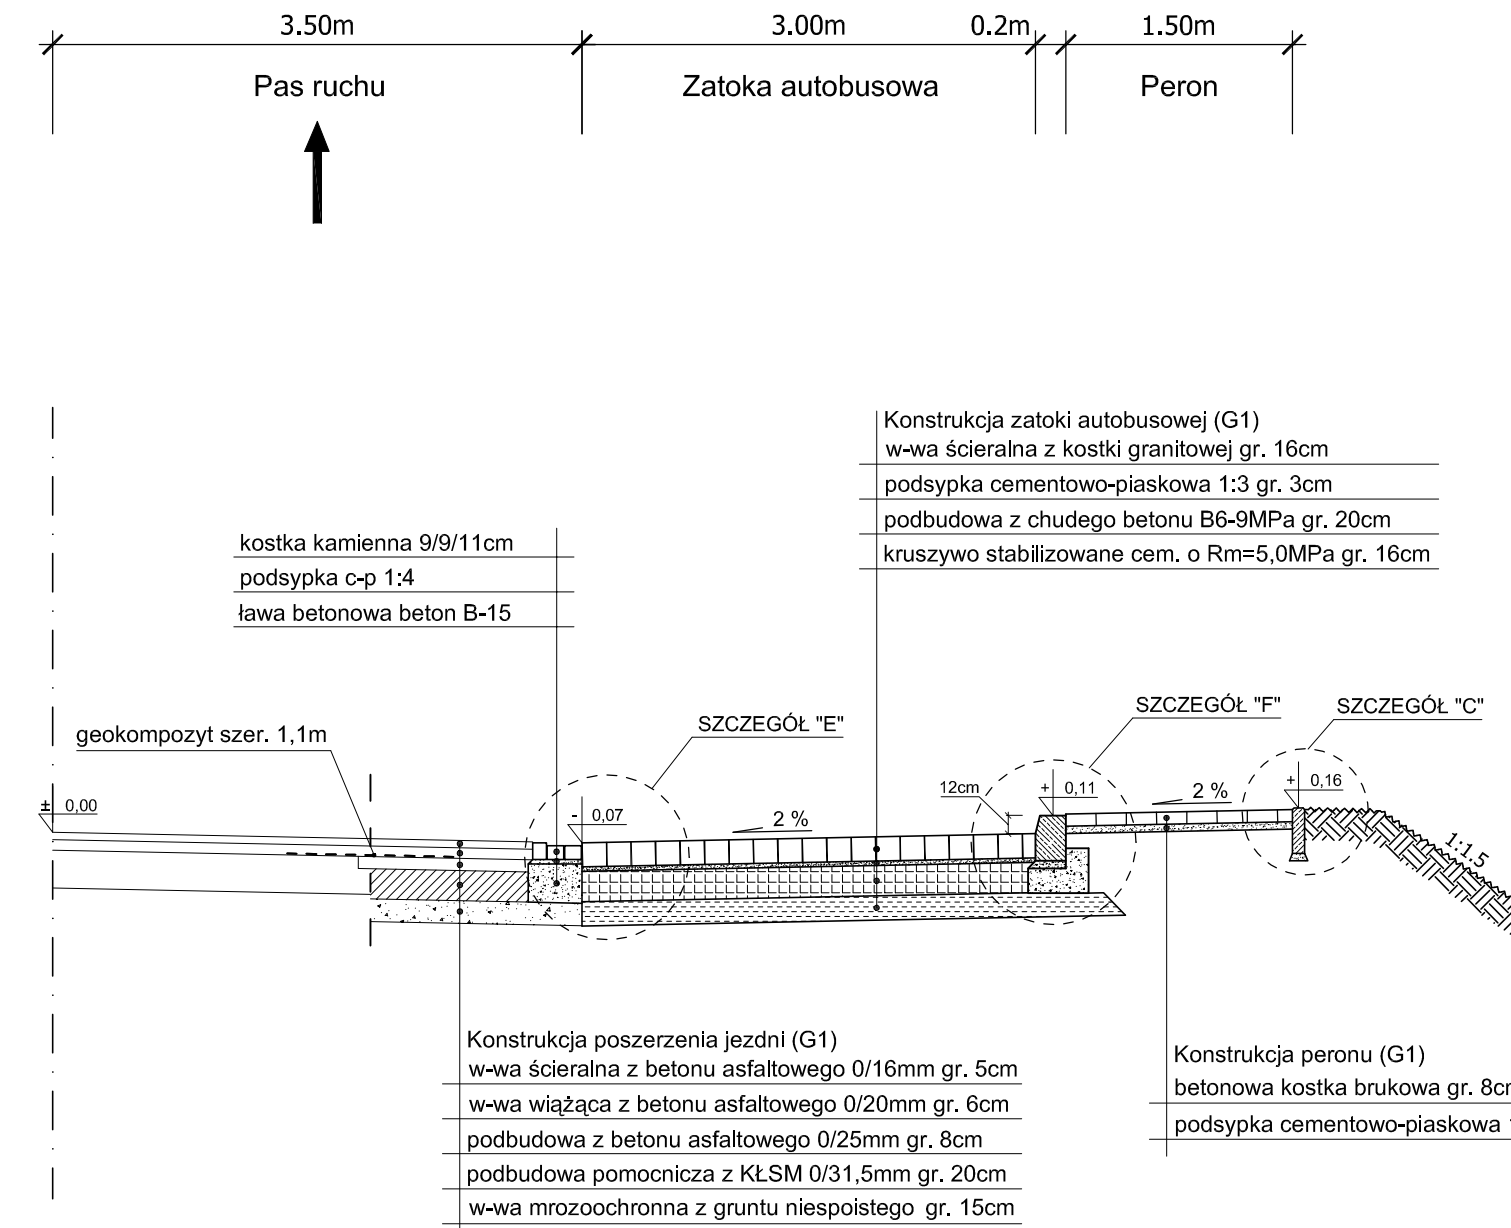 3.50m
3.00m
0.2m
1.50m
Pas ruchu
Zatoka autobusowa
Peron
Konstrukcja zatoki autobusowej (G1)
w-wa ścieralna z kostki granitowej gr. 16cm
podsypka cementowo-piaskowa 1:3 gr. 3cm
podbudowa z chudego betonu B6-9MPa gr. 20cm
kruszywo stabilizowane cem. o Rm=5,0MPa gr. 16cm
kostka kamienna 9/9/11cm
podsypka c-p 1:4
ława betonowa beton B-15
geokompozyt szer. 1,1m
SZCZEGÓŁ "E"
SZCZEGÓŁ "F"
SZCZEGÓŁ "C"
± 0,00
- 0,07
2 %
12cm
+ 0,11
2 %
+ 0,16
1:1.5
Konstrukcja poszerzenia jezdni (G1)
w-wa ścieralna z betonu asfaltowego 0/16mm gr. 5cm
w-wa wiążąca z betonu asfaltowego 0/20mm gr. 6cm
podbudowa z betonu asfaltowego 0/25mm gr. 8cm
podbudowa pomocnicza z KŁSM 0/31,5mm gr. 20cm
w-wa mrozoochronna z gruntu niespoistego gr. 15cm
Konstrukcja peronu (G1)
betonowa kostka brukowa gr. 8cm
podsypka cementowo-piaskowa